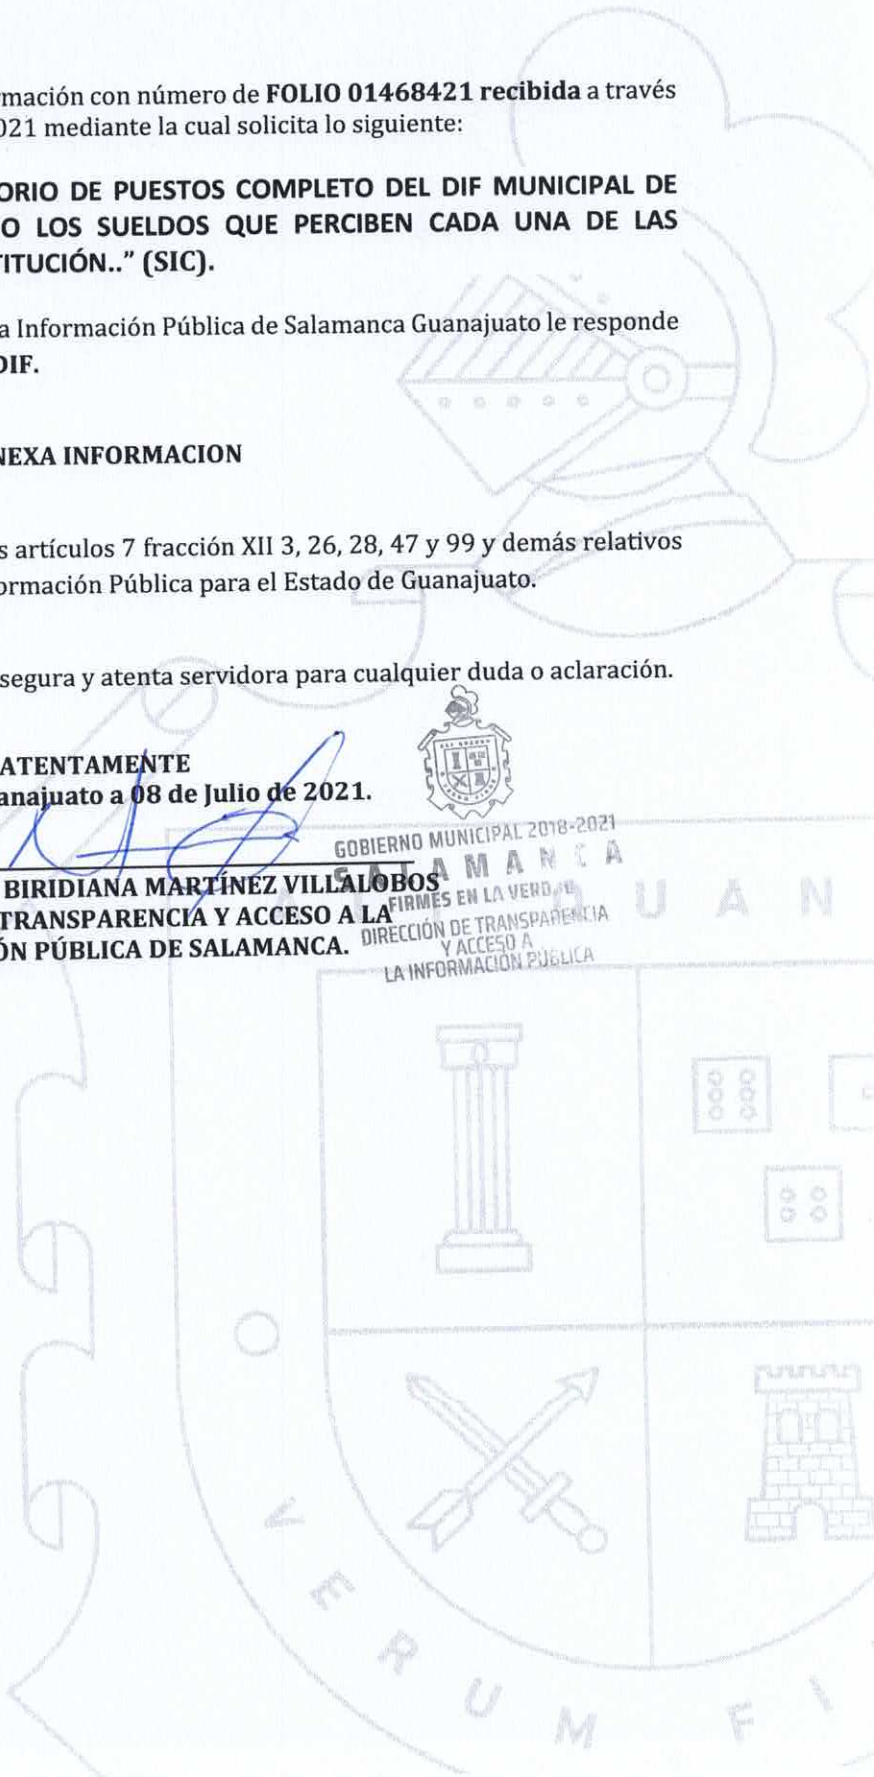 rmación con número de FOLIO 01468421 recibida a través
021 mediante la cual solicita lo siguiente:
ORIO DE PUESTOS COMPLETO DEL DIF MUNICIPAL DE
O LOS SUELDOS QUE PERCIBEN CADA UNA DE LAS
TITUCIÓN.." (SIC).
a Información Pública de Salamanca Guanajuato le responde
DIF.
NEXA INFORMACION
s artículos 7 fracción XII 3, 26, 28, 47 y 99 y demás relativos
ormación Pública para el Estado de Guanajuato.
segura y atenta servidora para cualquier duda o aclaración.
ATENTAMENTE
anajuato a 08 de Julio de 2021.
BIRIDIANA MARTÍNEZ VILLALOBOS
TRANSPARENCIA Y ACCESO A LA
ÓN PÚBLICA DE SALAMANCA.
GOBIERNO MUNICIPAL 2018-2021
SALAMANCA
FIRMES EN LA VERDAD
DIRECCIÓN DE TRANSPARENCIA
Y ACCESO A
LA INFORMACIÓN PÚBLICA
U A N
V E R U M F I